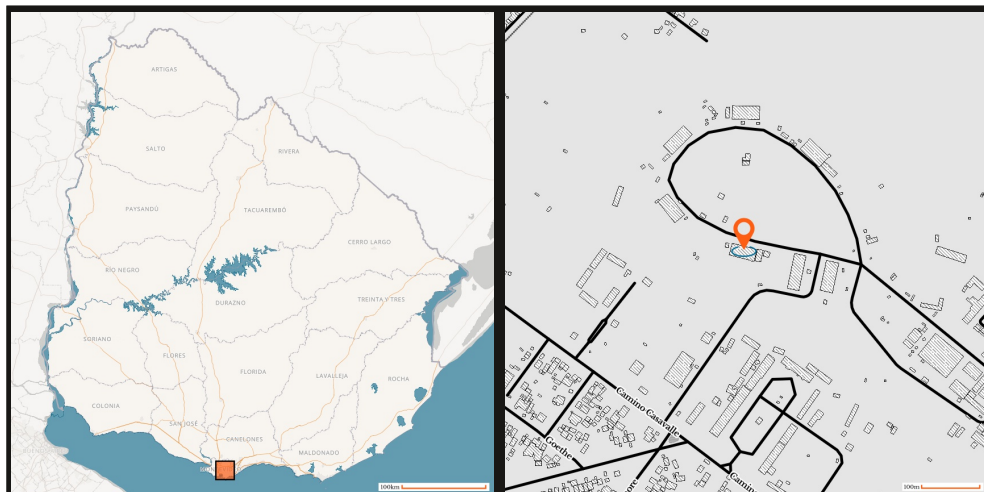 ARTIGAS
SALTO
RIVERA
PAYSANDÚ
TACUAREMBÓ
CERRO LARGO
RÍO NEGRO
DURAZNO
TREINTA Y TRES
SORIANO
FLORES
FLORIDA
LAVALLEJA
ROCHA
COLONIA
SAN JOSÉ
CANELONES
MALDONADO
100km
Camino Casavalle
Goethe
100m